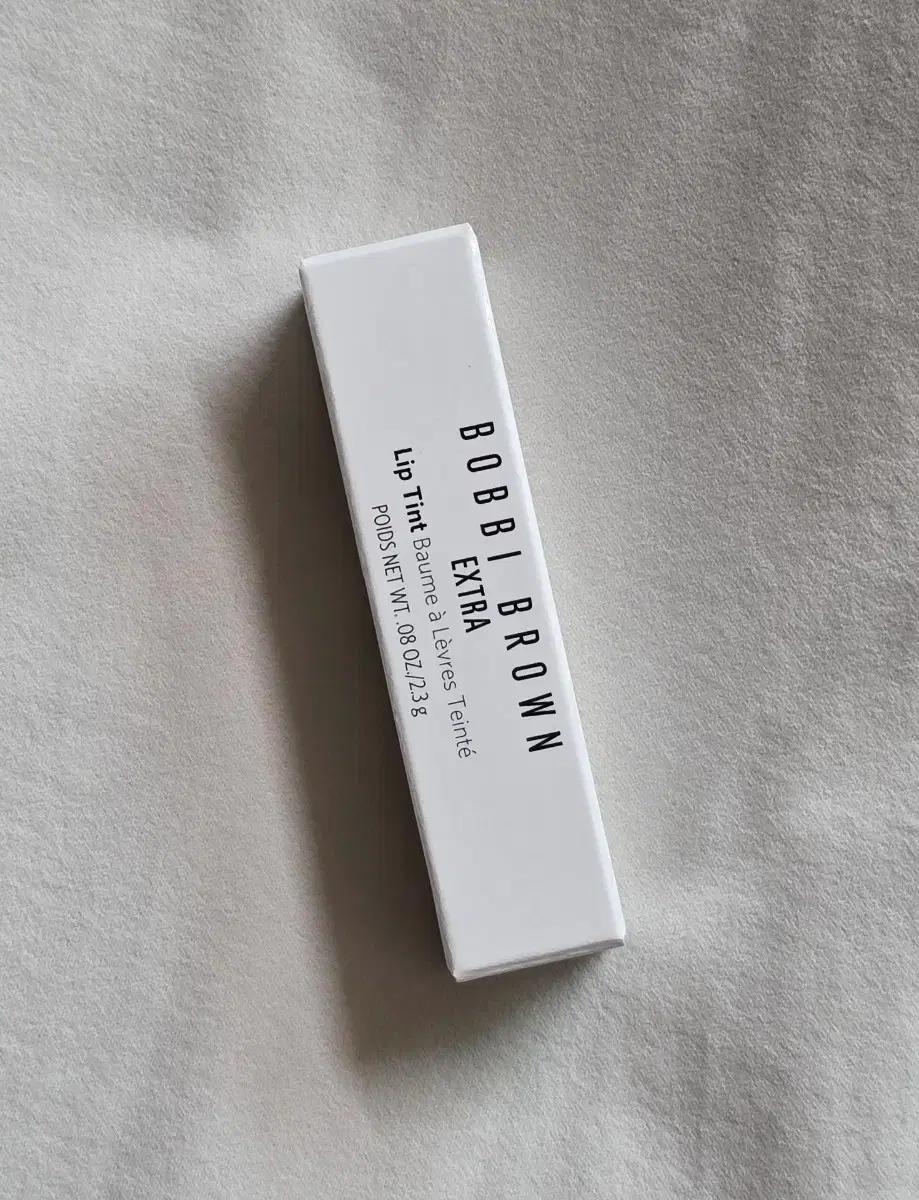 BOBBI BROWN
EXTRA
Lip Tint Baume à Lèvres Teinté
POIDS NET WT. .08 OZ./2.3 g